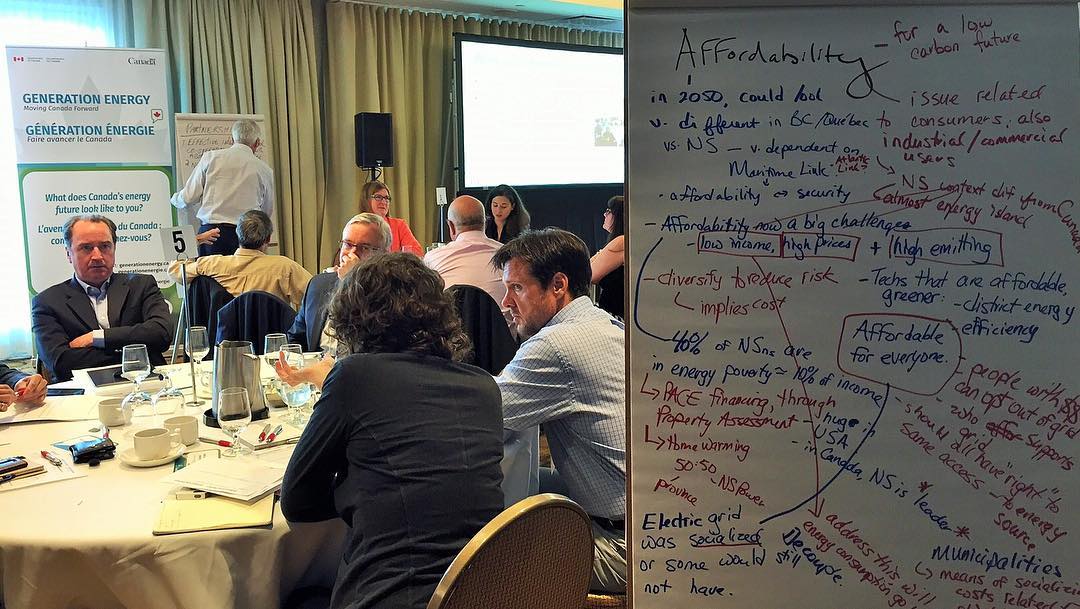 Canada
GENERATION ENERGY
Moving Canada Forward
GÉNÉRATION ÉNERGIE
Faire avancer le Canada
What does Canada's energy
future look like to you?
L'aven
du Canada :
nez-vous?
generationenergy.c
generationenergie.
5
Affordability
- for a low
carbon future
in 2050, could look
v. different in BC/Québec
vs. NS - v. dependent on
Maritime Link
Atlantic
Link?
- affordability ↔ security
issue related
to consumers, also
industrial/commercial
users
NS context dif from Canada
almost energy island
- Affordability now a big challenge
low income, high prices + high emitting
- diversity to reduce risk
implies cost
- Techs that are affordable,
greener: - district energy
- efficiency
Affordable
for everyone.
40% of NSns are
in energy poverty = 10% of income
PACE financing, through
Property Assessment
- huge in
USA
- in Canada, NS is *leader*
Home warming
50:50
province
NS Power
- people with $$$
can opt out of grid
- who supports
grid
- should all have "right" to
same access - to energy
source
Electric grid
was socialized
or some would still
not have.
address this will
energy consumption go
Decouple.
Municipalities
means of socializin
costs related